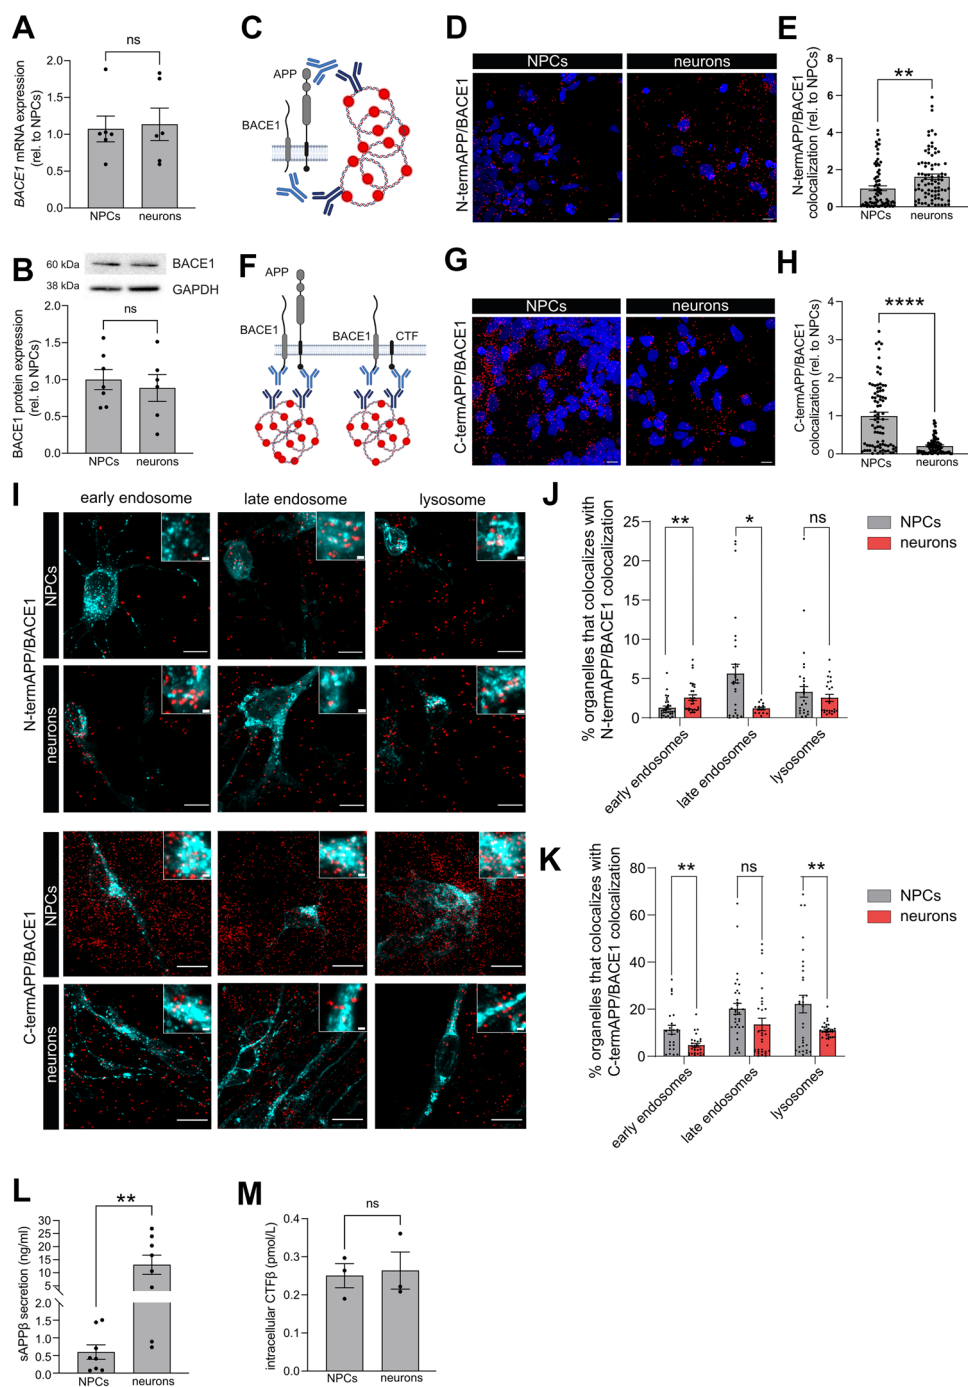 A
BACE1 mRNA expression
(rel. to NPCs)
2.0
1.5
1.0
0.5
0.0
ns
NPCs
neurons
C
APP
BACE1
D
NPCs
neurons
N-termAPP/BACE1
E
N-termAPP/BACE1
colocalization (rel. to NPCs)
8
6
4
2
0
**
NPCs
neurons
B
60 kDa
BACE1
38 kDa
GAPDH
BACE1 protein expression
(rel. to NPCs)
2.0
1.5
1.0
0.5
0.0
ns
NPCs
neurons
F
APP
BACE1
BACE1
CTF
G
NPCs
neurons
C-termAPP/BACE1
H
C-termAPP/BACE1
colocalization (rel. to NPCs)
4
3
2
1
0
****
NPCs
neurons
I
early endosome
late endosome
lysosome
N-termAPP/BACE1
NPCs
neurons
C-termAPP/BACE1
NPCs
neurons
J
% organelles that colocalizes with
N-termAPP/BACE1 colocalization
25
20
15
10
5
0
**
*
ns
early endosomes
late endosomes
lysosomes
NPCs
neurons
K
% organelles that colocalizes with
C-termAPP/BACE1 colocalization
80
60
40
20
0
**
ns
**
early endosomes
late endosomes
lysosomes
NPCs
neurons
L
sAPPβ secretion (ng/ml)
30
25
20
15
10
5
2.0
1.5
1.0
0.5
0.0
**
NPCs
neurons
M
intracellular CTFβ (pmol/L)
0.4
0.3
0.2
0.1
0.0
ns
NPCs
neurons